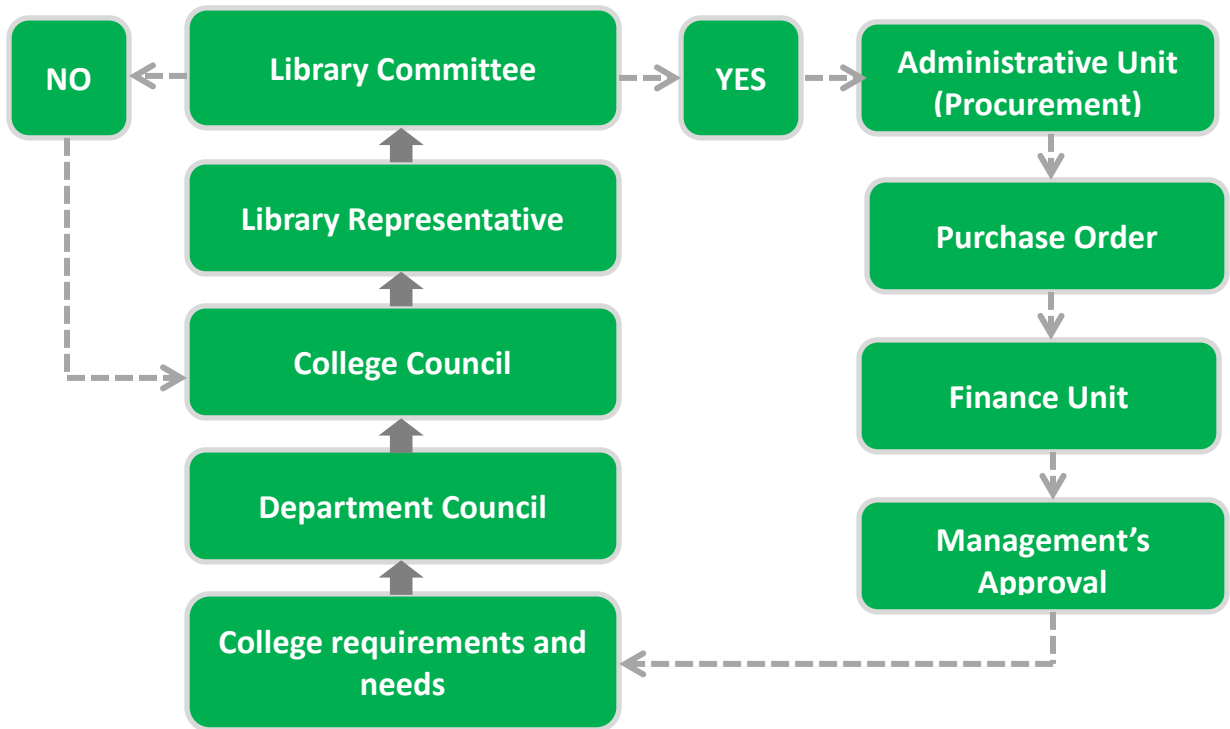 NO
Library Committee
YES
Administrative Unit
(Procurement)
Library Representative
Purchase Order
College Council
Finance Unit
Department Council
Management’s
Approval
College requirements and
needs